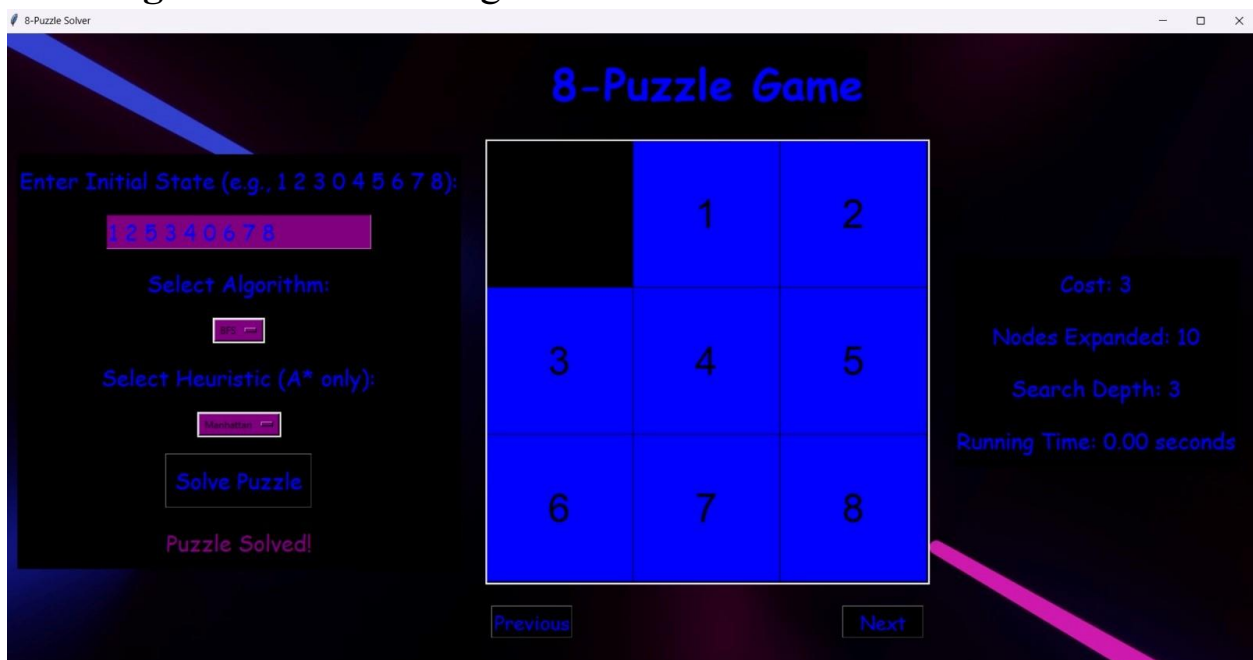 8-Puzzle Solver
8-Puzzle Game
Enter Initial State (e.g., 1 2 3 0 4 5 6 7 8):
1 2 5 3 4 0 6 7 8
Select Algorithm:
BFS
Select Heuristic (A* only):
Manhattan
Solve Puzzle
Puzzle Solved!
1 2
3 4 5
6 7 8
Previous Next
Cost: 3
Nodes Expanded: 10
Search Depth: 3
Running Time: 0.00 seconds